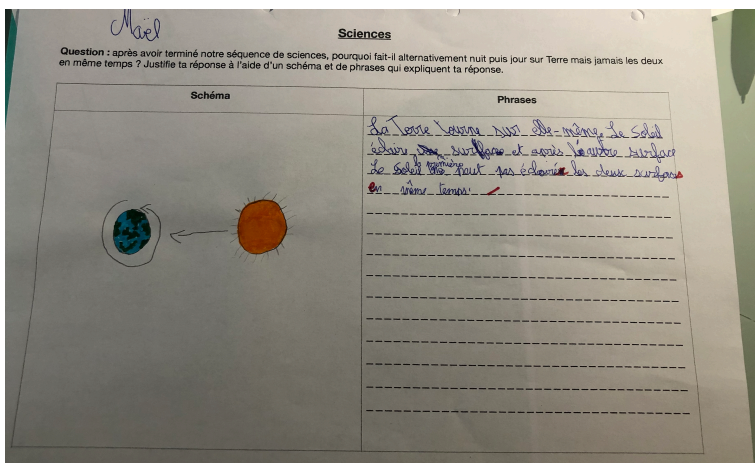 Maël
Sciences
Question : après avoir terminé notre séquence de sciences, pourquoi fait-il alternativement nuit puis jour sur Terre mais jamais les deux
en même temps ? Justifie ta réponse à l'aide d'un schéma et de phrases qui expliquent ta réponse.
Schéma
Phrases
La Terre tourne sur elle-même. Le Soleil
éclaire surface et après l'autre surface
la première
Le Soleil ne peut pas éclairer les deux surfaces
en même temps.